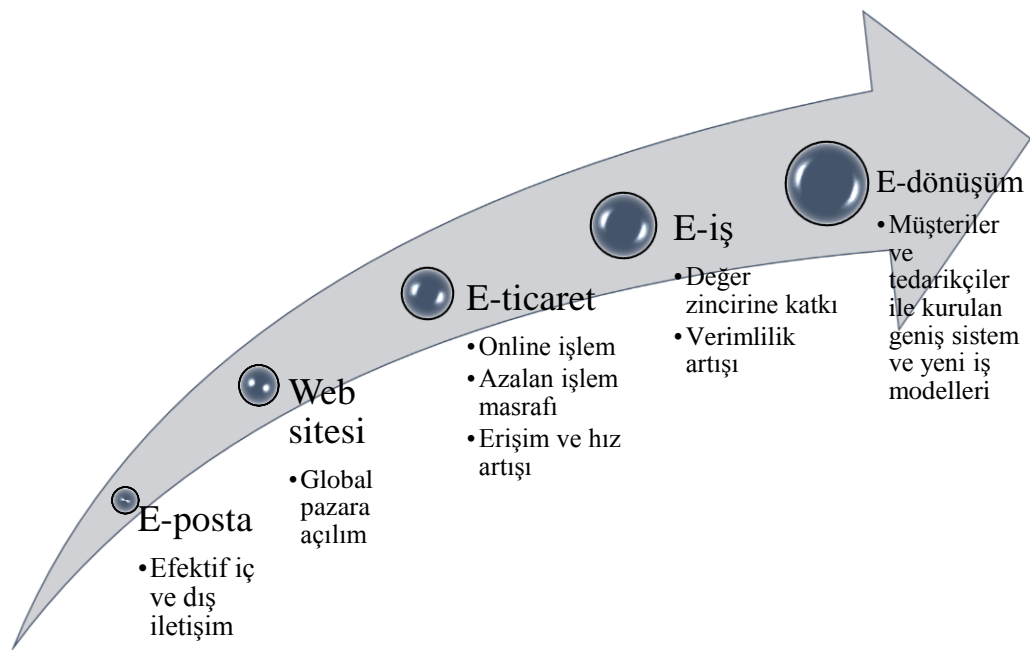 E-posta
•Efektif iç
ve dış
iletişim
Web
sitesi
•Global
pazara
açılım
E-ticaret
•Online işlem
•Azalan işlem
masrafı
•Erişim ve hız
artışı
E-iş
•Değer
zincirine katkı
•Verimlilik
artışı
E-dönüşüm
•Müşteriler
ve
tedarikçiler
ile kurulan
geniş sistem
ve yeni iş
modelleri